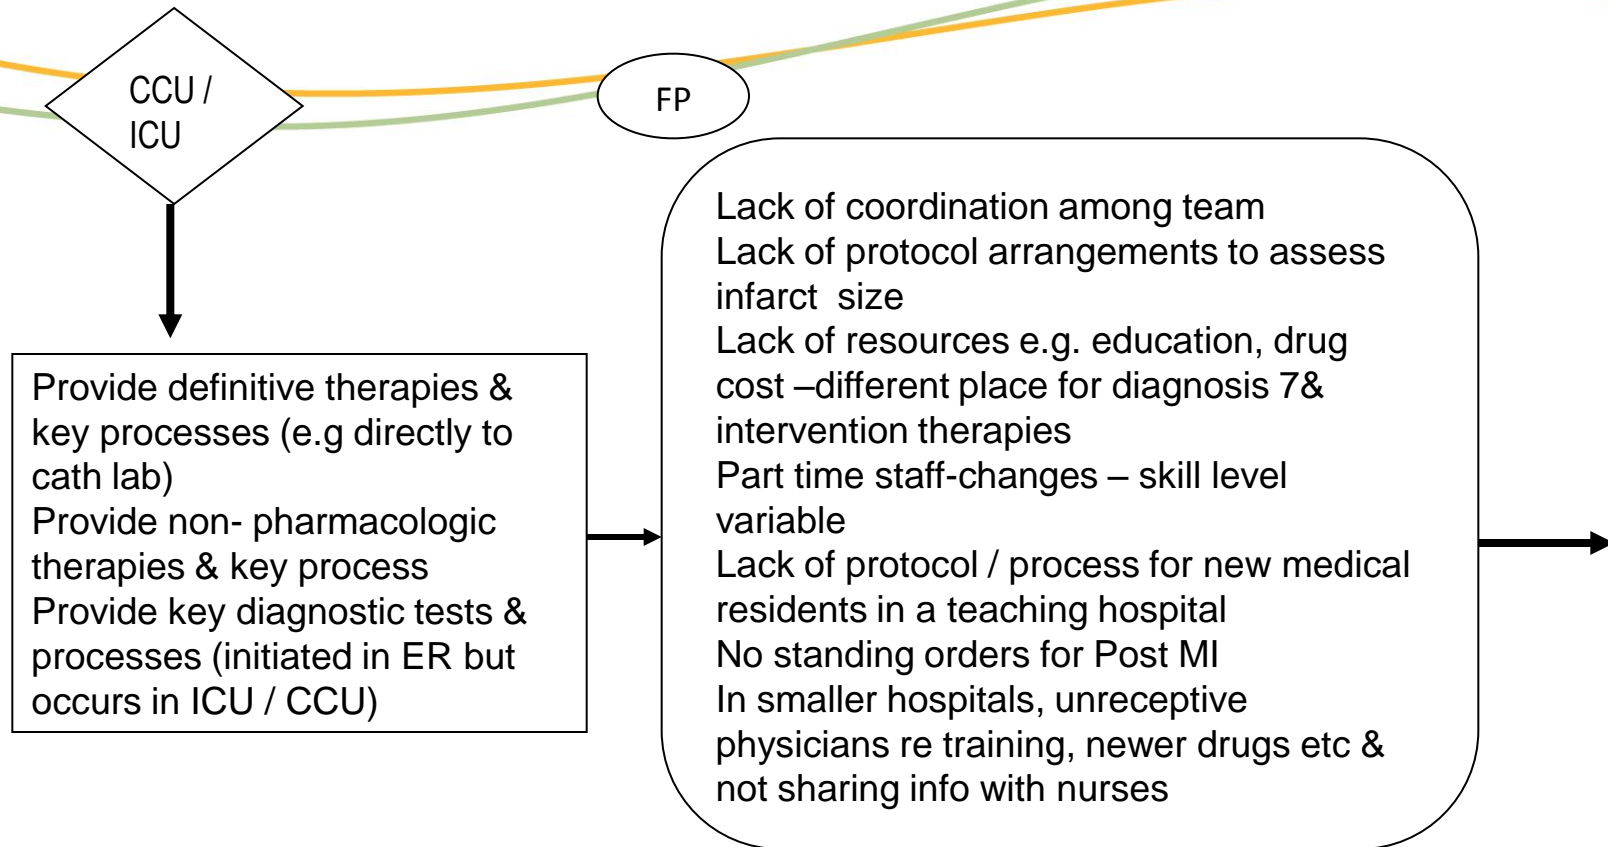 CCU /
ICU
FP
Provide definitive therapies &
key processes (e.g directly to
cath lab)
Provide non- pharmacologic
therapies & key process
Provide key diagnostic tests &
processes (initiated in ER but
occurs in ICU / CCU)
Lack of coordination among team
Lack of protocol arrangements to assess
infarct  size
Lack of resources e.g. education, drug
cost –different place for diagnosis 7&
intervention therapies
Part time staff-changes – skill level
variable
Lack of protocol / process for new medical
residents in a teaching hospital
No standing orders for Post MI
In smaller hospitals, unreceptive
physicians re training, newer drugs etc &
not sharing info with nurses